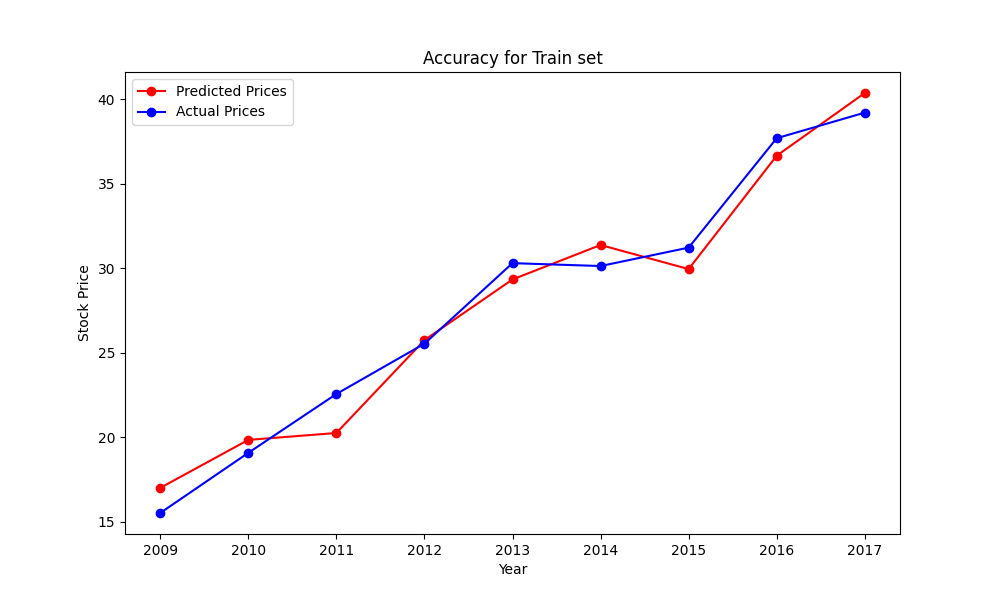 Accuracy for Train set
Predicted Prices
Actual Prices
Stock Price
40
35
30
25
20
15
2009 2010 2011 2012 2013 2014 2015 2016 2017
Year